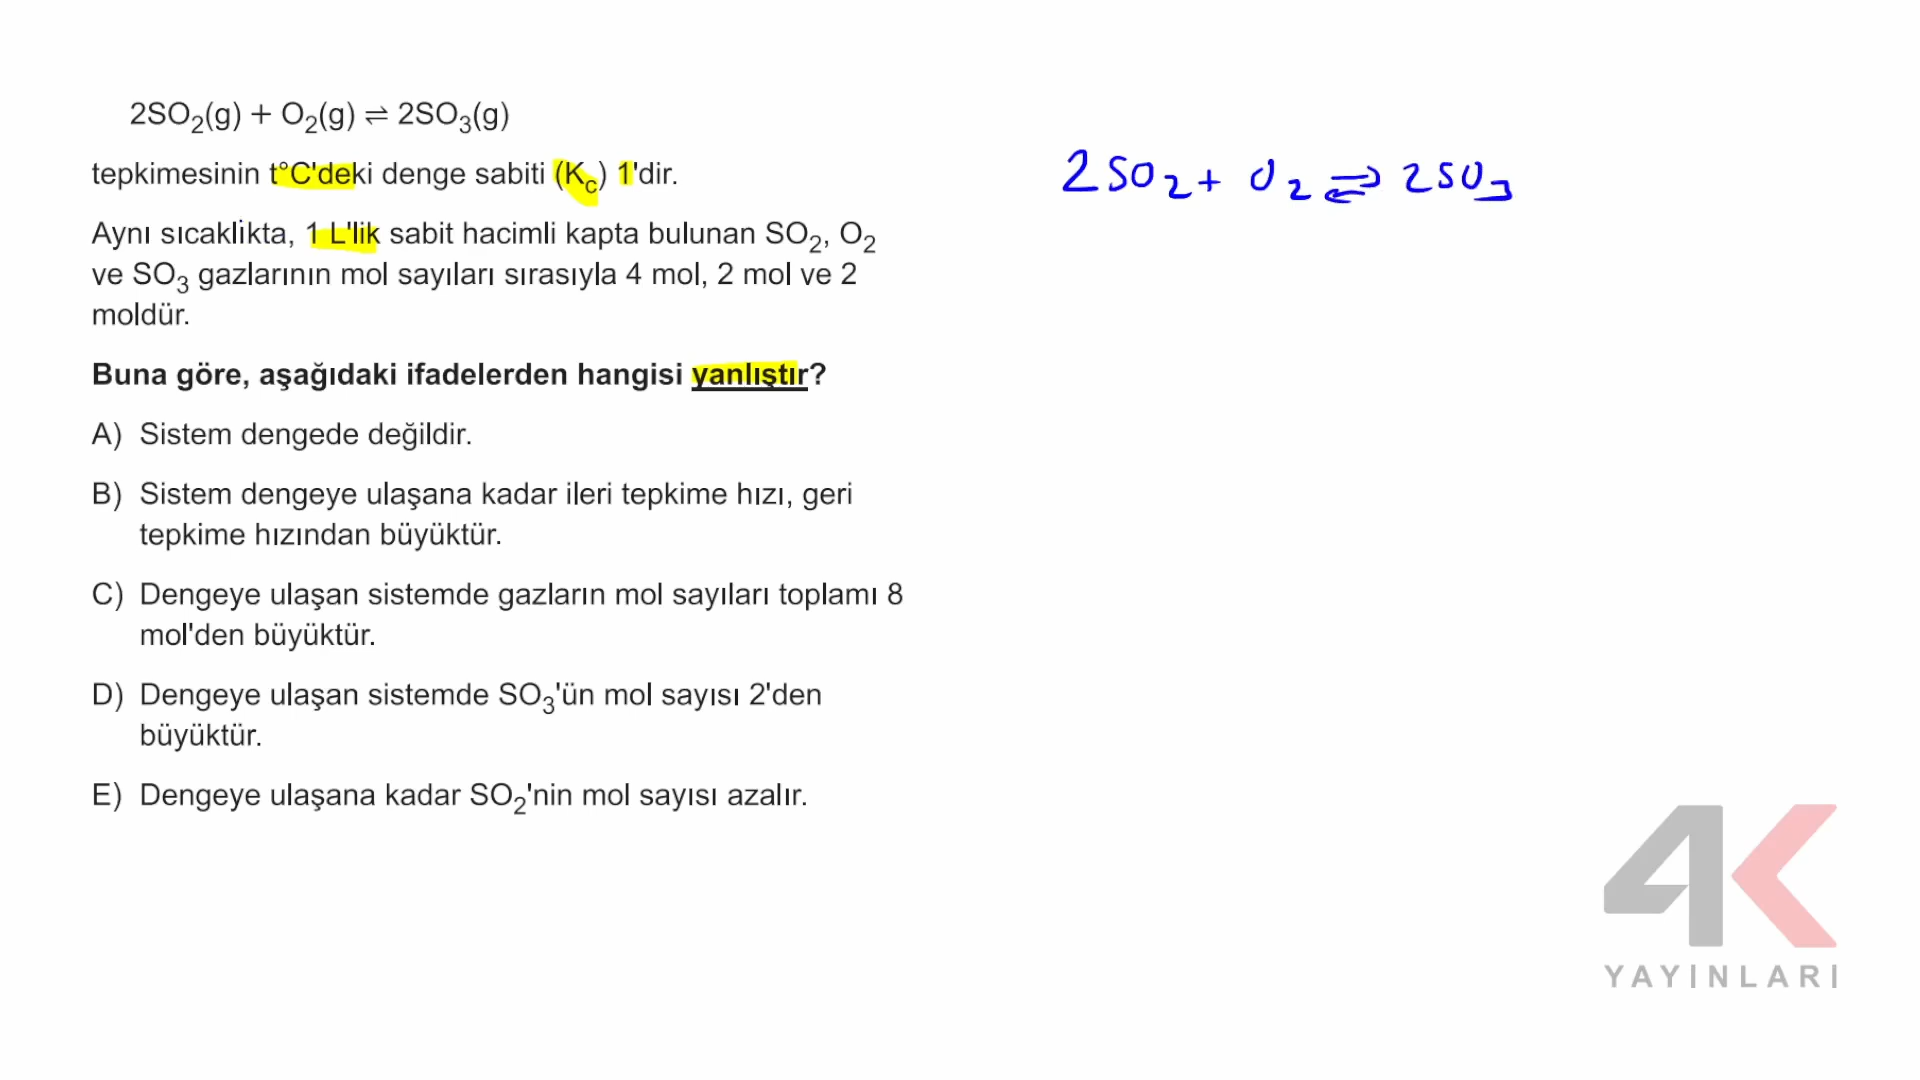 2SO₂(g) + O₂(g) ⇌ 2SO₃(g)
tepkimesinin t°C'deki denge sabiti (K꜀) 1'dir.
Aynı sıcaklıkta, 1 L'lik sabit hacimli kapta bulunan SO₂, O₂
ve SO₃ gazlarının mol sayıları sırasıyla 4 mol, 2 mol ve 2
moldür.
Buna göre, aşağıdaki ifadelerden hangisi yanlıştır?
A) Sistem dengede değildir.
B) Sistem dengeye ulaşana kadar ileri tepkime hızı, geri
tepkime hızından büyüktür.
C) Dengeye ulaşan sistemde gazların mol sayıları toplamı 8
mol'den büyüktür.
D) Dengeye ulaşan sistemde SO₃'ün mol sayısı 2'den
büyüktür.
E) Dengeye ulaşana kadar SO₂'nin mol sayısı azalır.
2SO₂ + O₂ ⇌ 2SO₃
4K
YAYINLARI